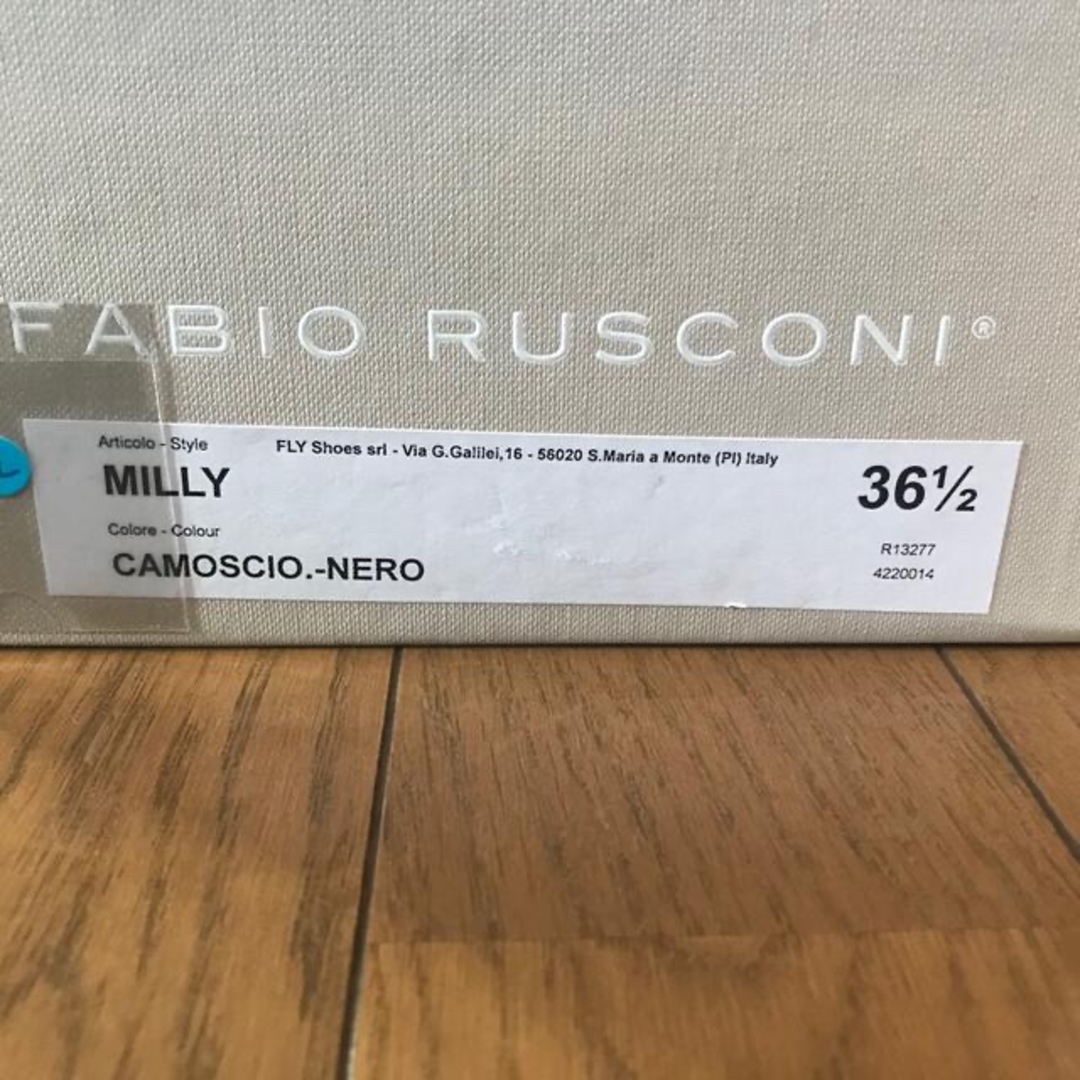 FABIO RUSCONI®
Articolo - Style
FLY Shoes srl - Via G.Galilei,16 - 56020 S.Maria a Monte (PI) Italy
MILLY
36½
Colore - Colour
CAMOSCIO.-NERO
R13277
4220014